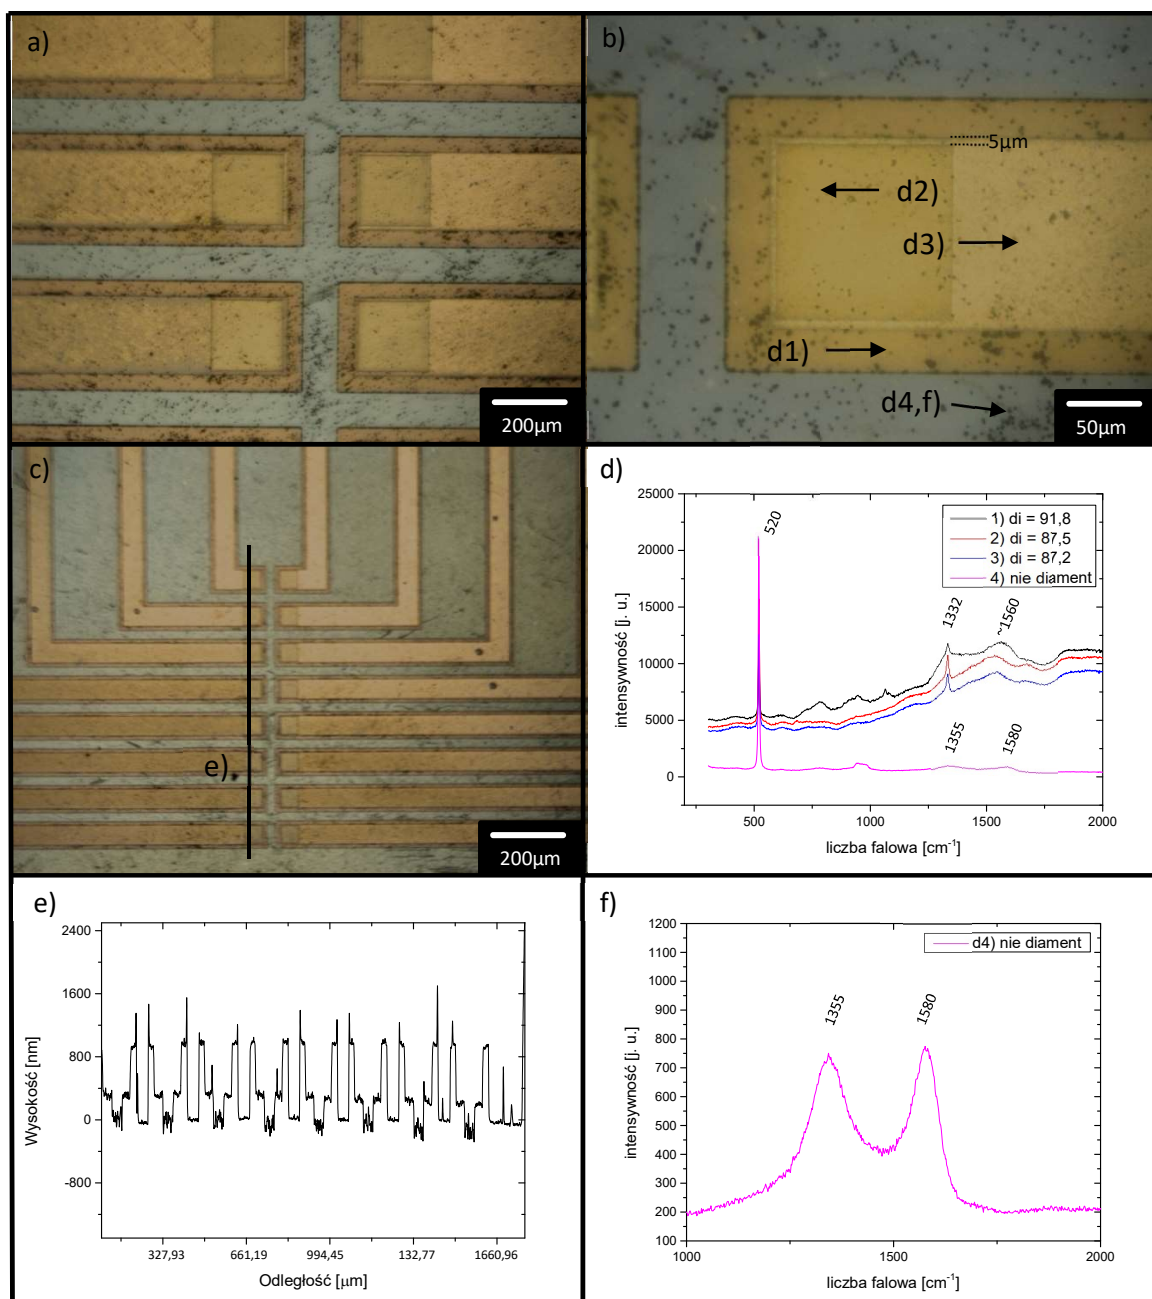 a)
200µm
b)
5µm
d2)
d3)
d1)
d4,f)
50µm
c)
e)
200µm
d)
25000
20000
15000
10000
5000
0
intensywność [j. u.]
520
1332
~1560
1355
1580
1) di = 91,8
2) di = 87,5
3) di = 87,2
4) nie diament
500
1000
1500
2000
liczba falowa [cm⁻¹]
e)
2400
1600
800
0
-800
Wysokość [nm]
327,93
661,19
994,45
132,77
1660,96
Odległość [µm]
f)
1200
1100
1000
900
800
700
600
500
400
300
200
100
intensywność [j. u.]
1355
1580
d4) nie diament
1000
1500
2000
liczba falowa [cm⁻¹]